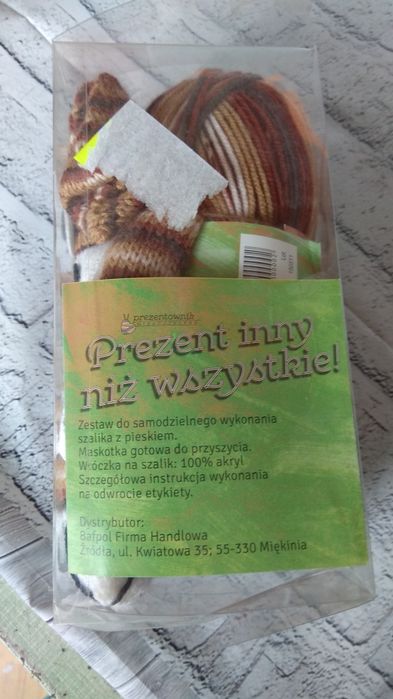 prezentownik
Prezent inny
niż wszystkie!
Zestaw do samodzielnego wykonania
szalika z pieskiem.
Maskotka gotowa do przyszycia.
Włóczka na szalik: 100% akryl
Szczegółowa instrukcja wykonania
na odwrocie etykiety.
Dystrybutor:
Bafpol Firma Handlowa
Źródła, ul. Kwiatowa 35; 55-330 Miękinia